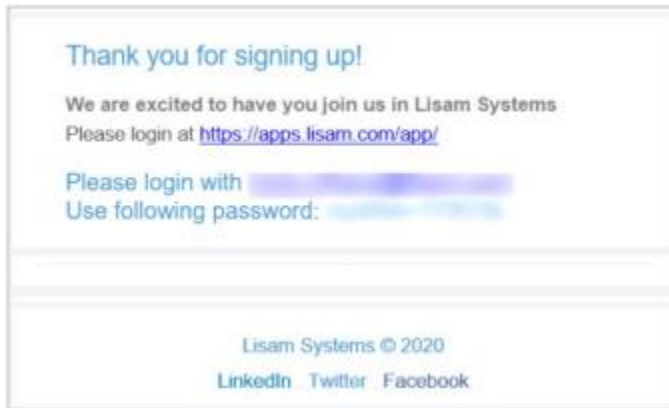 Thank you for signing up!
We are excited to have you join us in Lisam Systems
Please login at https://apps.lisam.com/app/
Please login with
Use following password:
Lisam Systems © 2020
LinkedIn Twitter Facebook